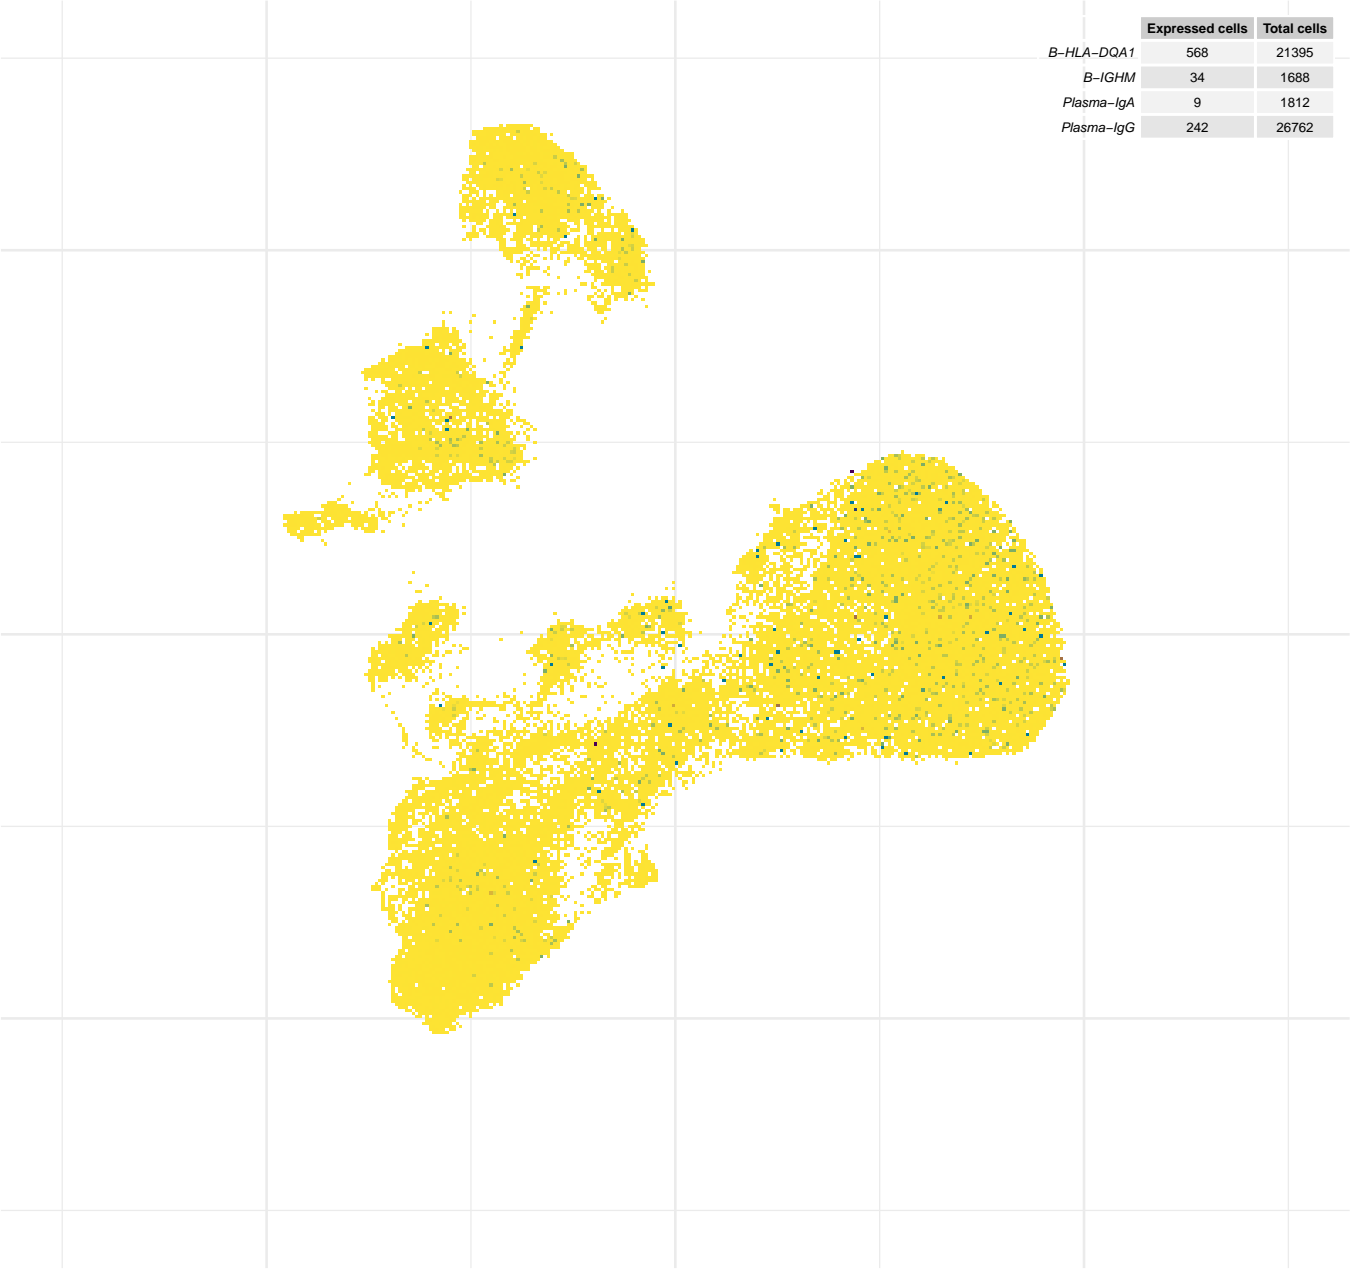 Expressed cells Total cells
B−HLA−DQA1 568 21395
B−IGHM 34 1688
Plasma−IgA 9 1812
Plasma−IgG 242 26762